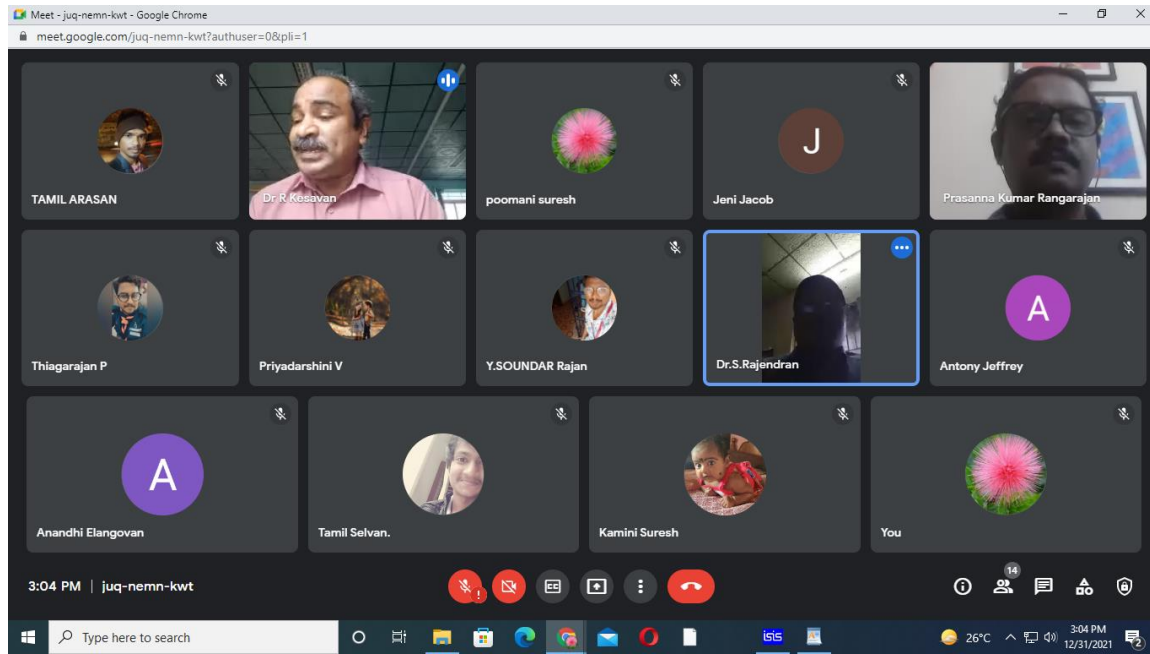 Meet - juq-nemn-kwt - Google Chrome
meet.google.com/juq-nemn-kwt?authuser=0&pli=1
TAMIL ARASAN
Dr R Kesavan
poomani suresh
J
Jeni Jacob
Prasanna Kumar Rangarajan
Thiagarajan P
Priyadarshini V
Y.SOUNDAR Rajan
Dr.S.Rajendran
A
Antony Jeffrey
A
Anandhi Elangovan
Tamil Selvan.
Kamini Suresh
You
3:04 PM | juq-nemn-kwt
CC
14
Type here to search
isis
26°C
3:04 PM
12/31/2021
2